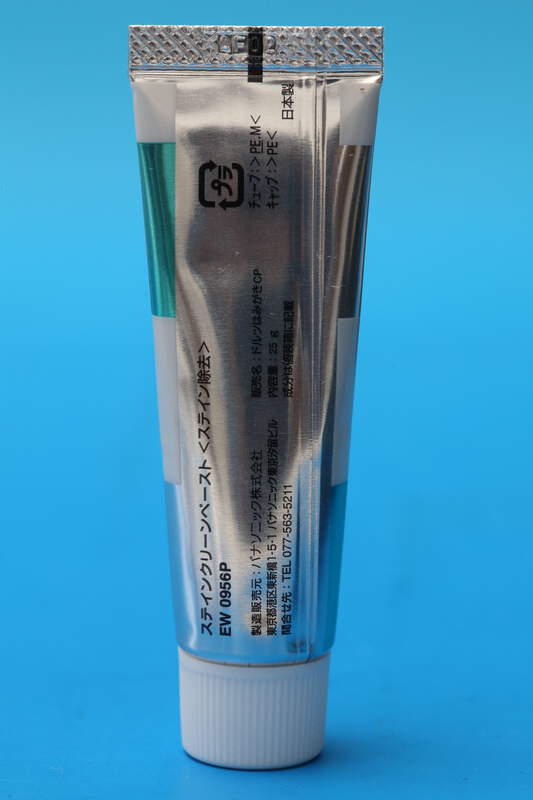 ステインクリーンペースト <ステイン除去>
EW 0956P
製造販売元:パナソニック株式会社
東京都港区東新橋1-5-1 パナソニック東京汐留ビル
問合せ先:TEL 077-563-5211
販売名:ドルツはみがきCP
内容量:25 g
成分は個装箱に記載
プラ
チューブ:>PE,M<
キャップ:>PE<
日本製